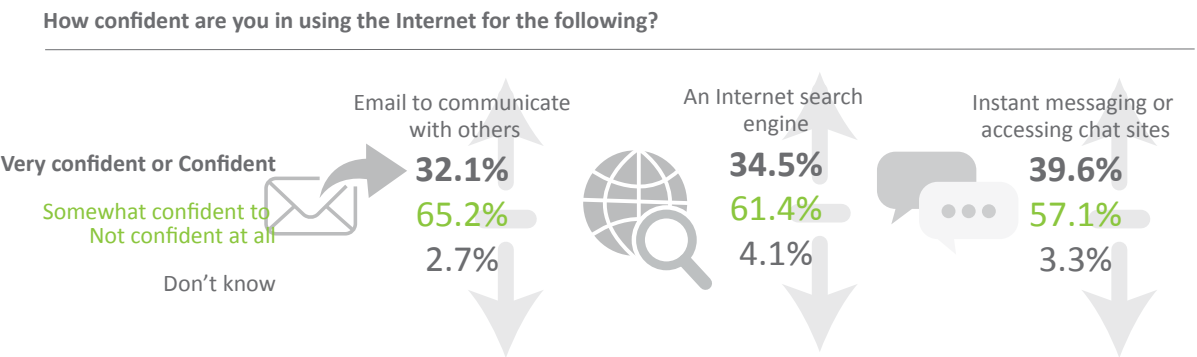 How confident are you in using the Internet for the following?
Email to communicate
with others
An Internet search
engine
Instant messaging or
accessing chat sites
Very confident or Confident
32.1%
34.5%
39.6%
Somewhat confident to
Not confident at all
65.2%
61.4%
57.1%
Don't know
2.7%
4.1%
3.3%